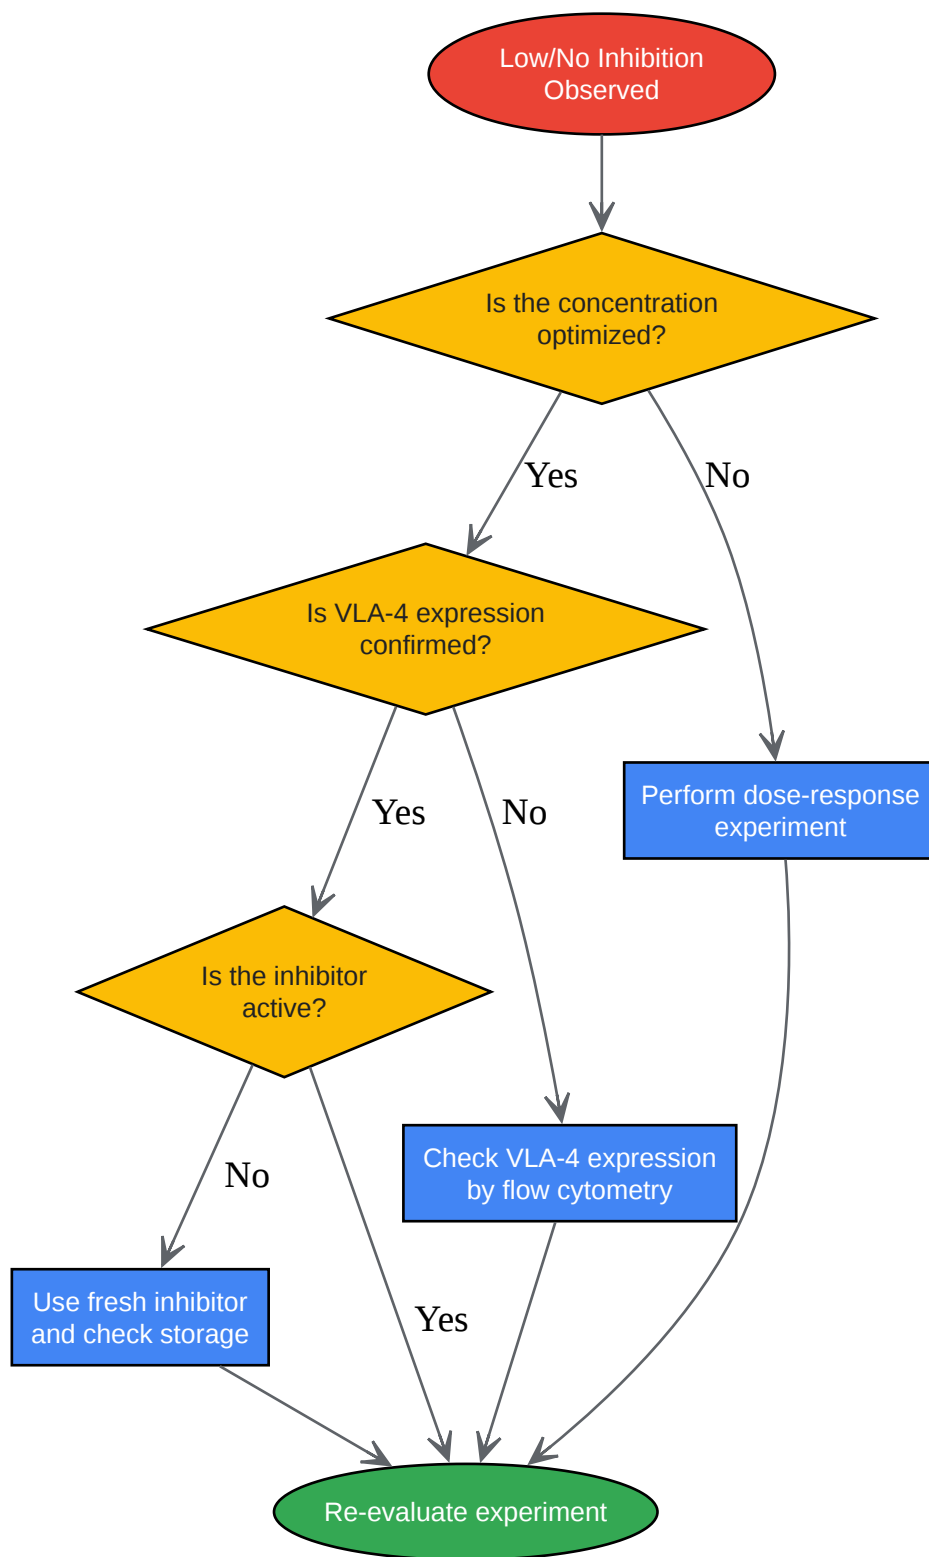 Low/No Inhibition
Observed
Is the concentration
optimized?
Yes
No
Is VLA-4 expression
confirmed?
Perform dose-response
experiment
Yes
No
Is the inhibitor
active?
Check VLA-4 expression
by flow cytometry
No
Use fresh inhibitor
and check storage
Yes
Re-evaluate experiment